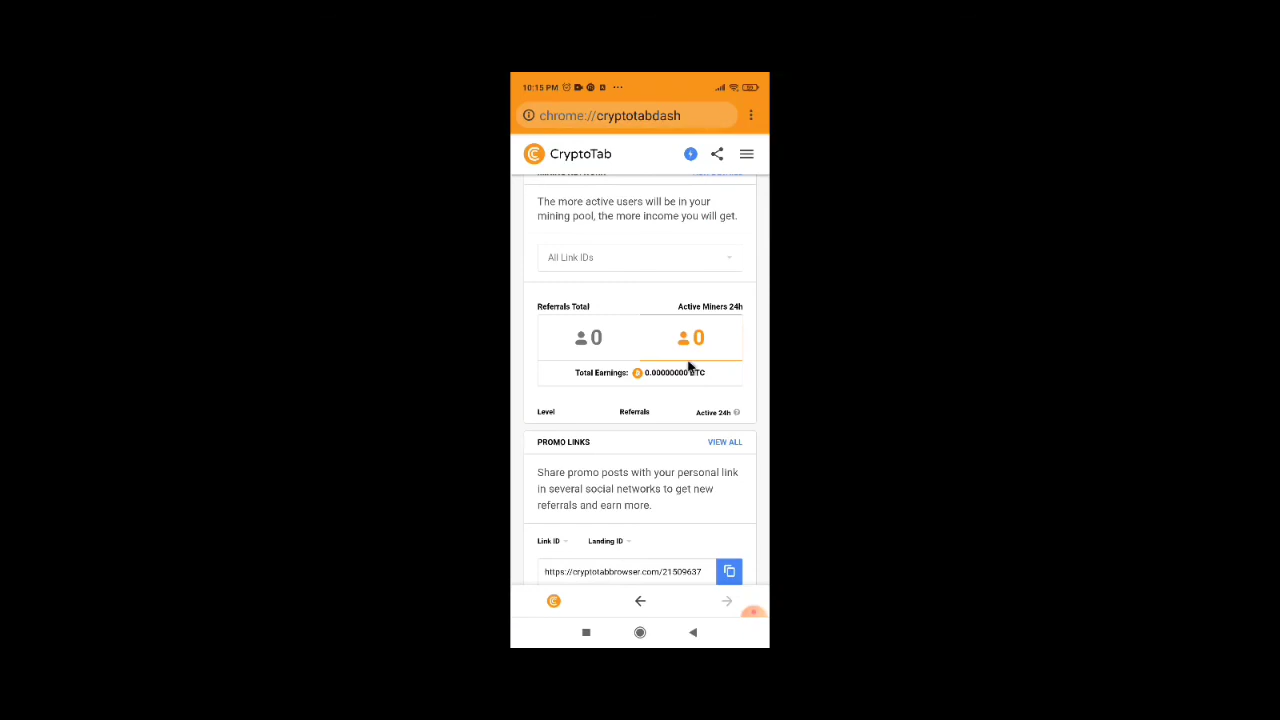 10:15 PM
chrome://cryptotabdash
CryptoTab
The more active users will be in your
mining pool, the more income you will get.
All Link IDs
Referrals Total Active Miners 24h
0 0
Total Earnings: 0.00000000 BTC
Level Referrals Active 24h
PROMO LINKS VIEW ALL
Share promo posts with your personal link
in several social networks to get new
referrals and earn more.
Link ID Landing ID
https://cryptotabbrowser.com/21509637